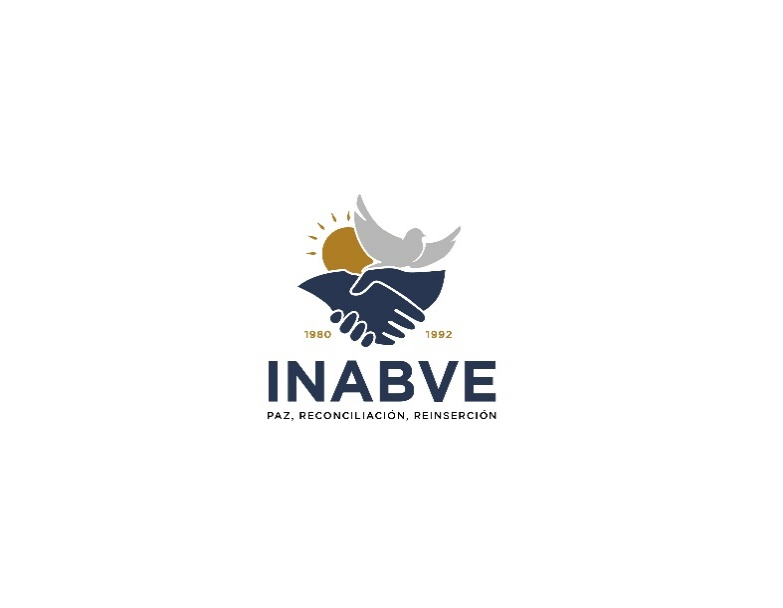 1980 1992
INABVE
PAZ, RECONCILIACIÓN, REINSERCIÓN